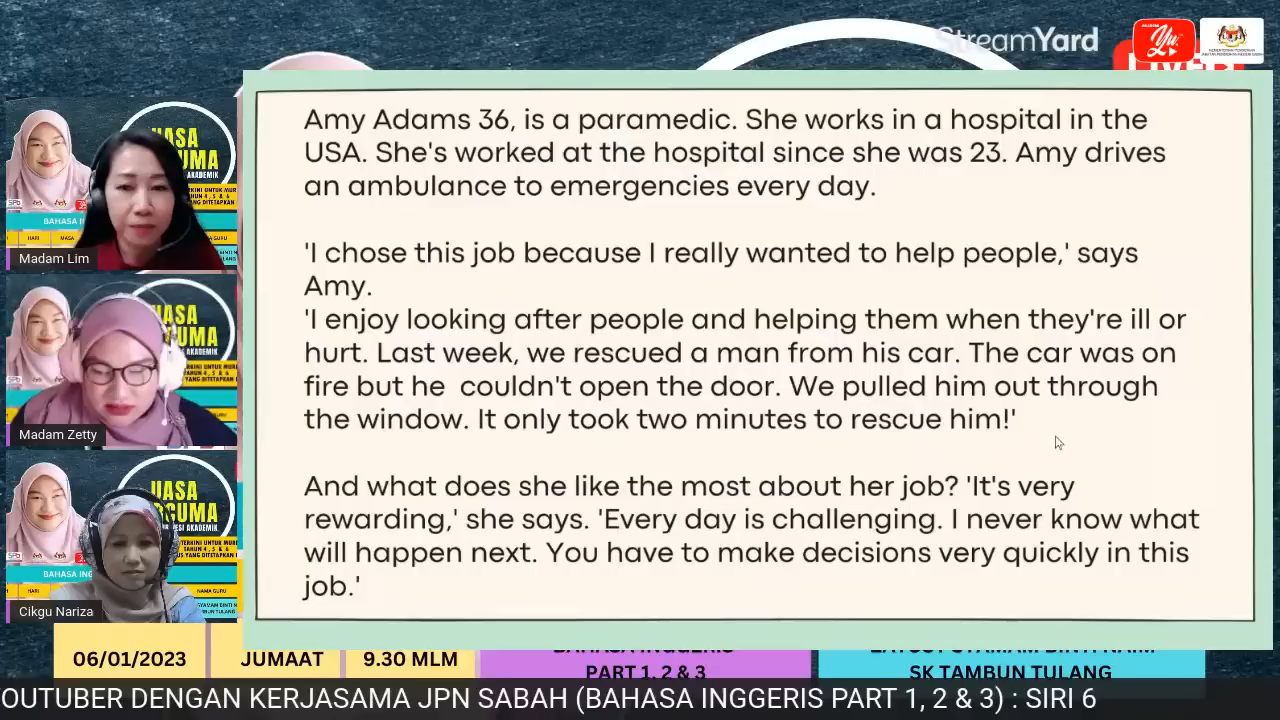 StreamYard
Amy Adams 36, is a paramedic. She works in a hospital in the
USA. She's worked at the hospital since she was 23. Amy drives
an ambulance to emergencies every day.
'I chose this job because I really wanted to help people,' says
Amy.
'I enjoy looking after people and helping them when they're ill or
hurt. Last week, we rescued a man from his car. The car was on
fire but he couldn't open the door. We pulled him out through
the window. It only took two minutes to rescue him!'
And what does she like the most about her job? 'It's very
rewarding,' she says. 'Every day is challenging. I never know what
will happen next. You have to make decisions very quickly in this
job.'
Madam Lim
Madam Zetty
Cikgu Nariza
06/01/2023
JUMAAT
9.30 MLM
PART 1, 2 & 3
SK TAMBUN TULANG
OUTUBER DENGAN KERJASAMA JPN SABAH (BAHASA INGGERIS PART 1, 2 & 3) : SIRI 6